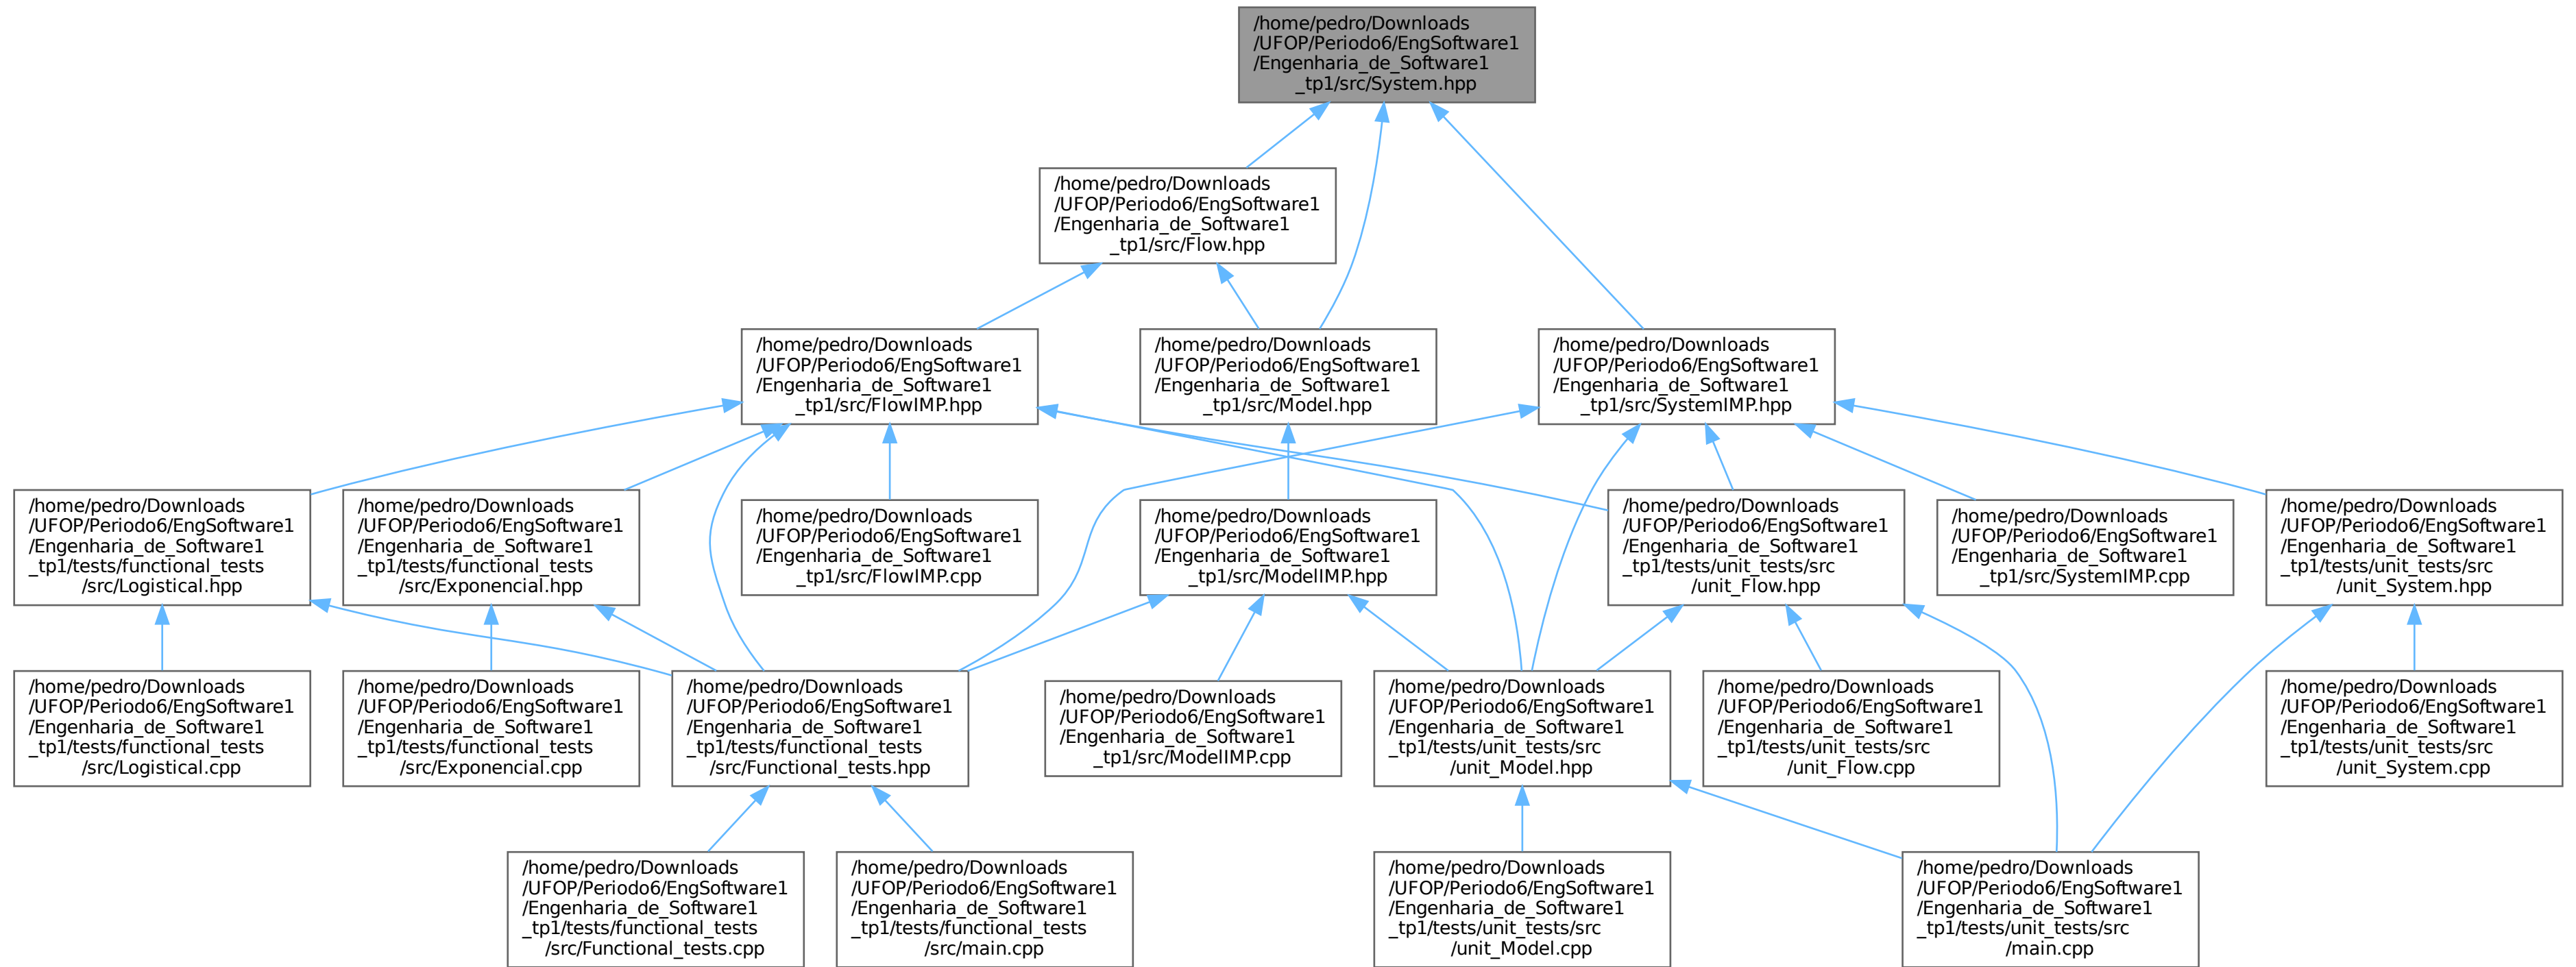 /home/pedro/Downloads
/UFOP/Periodo6/EngSoftware1
/Engenharia_de_Software1
_tp1/src/System.hpp
/home/pedro/Downloads
/UFOP/Periodo6/EngSoftware1
/Engenharia_de_Software1
_tp1/src/Flow.hpp
/home/pedro/Downloads
/UFOP/Periodo6/EngSoftware1
/Engenharia_de_Software1
_tp1/src/FlowIMP.hpp
/home/pedro/Downloads
/UFOP/Periodo6/EngSoftware1
/Engenharia_de_Software1
_tp1/src/Model.hpp
/home/pedro/Downloads
/UFOP/Periodo6/EngSoftware1
/Engenharia_de_Software1
_tp1/src/SystemIMP.hpp
/home/pedro/Downloads
/UFOP/Periodo6/EngSoftware1
/Engenharia_de_Software1
_tp1/tests/functional_tests
/src/Logistical.hpp
/home/pedro/Downloads
/UFOP/Periodo6/EngSoftware1
/Engenharia_de_Software1
_tp1/tests/functional_tests
/src/Exponencial.hpp
/home/pedro/Downloads
/UFOP/Periodo6/EngSoftware1
/Engenharia_de_Software1
_tp1/src/FlowIMP.cpp
/home/pedro/Downloads
/UFOP/Periodo6/EngSoftware1
/Engenharia_de_Software1
_tp1/src/ModelIMP.hpp
/home/pedro/Downloads
/UFOP/Periodo6/EngSoftware1
/Engenharia_de_Software1
_tp1/tests/unit_tests/src
/unit_Flow.hpp
/home/pedro/Downloads
/UFOP/Periodo6/EngSoftware1
/Engenharia_de_Software1
_tp1/src/SystemIMP.cpp
/home/pedro/Downloads
/UFOP/Periodo6/EngSoftware1
/Engenharia_de_Software1
_tp1/tests/unit_tests/src
/unit_System.hpp
/home/pedro/Downloads
/UFOP/Periodo6/EngSoftware1
/Engenharia_de_Software1
_tp1/tests/functional_tests
/src/Logistical.cpp
/home/pedro/Downloads
/UFOP/Periodo6/EngSoftware1
/Engenharia_de_Software1
_tp1/tests/functional_tests
/src/Exponencial.cpp
/home/pedro/Downloads
/UFOP/Periodo6/EngSoftware1
/Engenharia_de_Software1
_tp1/tests/functional_tests
/src/Functional_tests.hpp
/home/pedro/Downloads
/UFOP/Periodo6/EngSoftware1
/Engenharia_de_Software1
_tp1/src/ModelIMP.cpp
/home/pedro/Downloads
/UFOP/Periodo6/EngSoftware1
/Engenharia_de_Software1
_tp1/tests/unit_tests/src
/unit_Model.hpp
/home/pedro/Downloads
/UFOP/Periodo6/EngSoftware1
/Engenharia_de_Software1
_tp1/tests/unit_tests/src
/unit_Flow.cpp
/home/pedro/Downloads
/UFOP/Periodo6/EngSoftware1
/Engenharia_de_Software1
_tp1/tests/unit_tests/src
/unit_System.cpp
/home/pedro/Downloads
/UFOP/Periodo6/EngSoftware1
/Engenharia_de_Software1
_tp1/tests/functional_tests
/src/Functional_tests.cpp
/home/pedro/Downloads
/UFOP/Periodo6/EngSoftware1
/Engenharia_de_Software1
_tp1/tests/functional_tests
/src/main.cpp
/home/pedro/Downloads
/UFOP/Periodo6/EngSoftware1
/Engenharia_de_Software1
_tp1/tests/unit_tests/src
/unit_Model.cpp
/home/pedro/Downloads
/UFOP/Periodo6/EngSoftware1
/Engenharia_de_Software1
_tp1/tests/unit_tests/src
/main.cpp